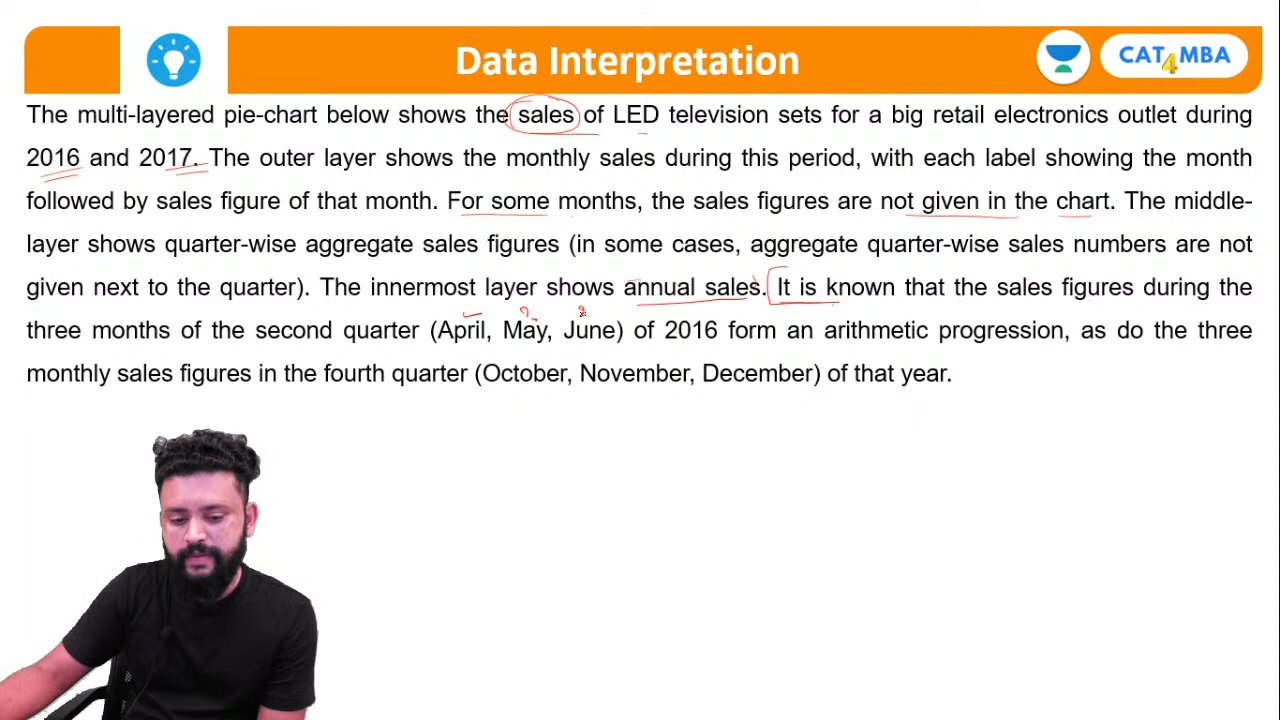 Data Interpretation
CAT4MBA
The multi-layered pie-chart below shows the sales of LED television sets for a big retail electronics outlet during
2016 and 2017. The outer layer shows the monthly sales during this period, with each label showing the month
followed by sales figure of that month. For some months, the sales figures are not given in the chart. The middle-
layer shows quarter-wise aggregate sales figures (in some cases, aggregate quarter-wise sales numbers are not
given next to the quarter). The innermost layer shows annual sales. It is known that the sales figures during the
three months of the second quarter (April, May, June) of 2016 form an arithmetic progression, as do the three
monthly sales figures in the fourth quarter (October, November, December) of that year.